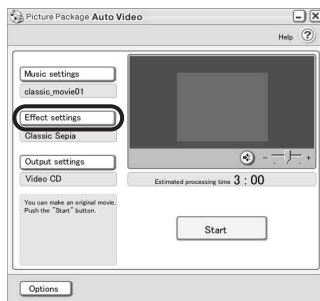 Picture Package Auto Video
Help ?
Music settings
classic_movie01
Effect settings
Classic Sepia
Output settings
Video CD
You can make an original movie.
Push the "Start" button.
- +
Estimated processing time 3 : 00
Start
Options